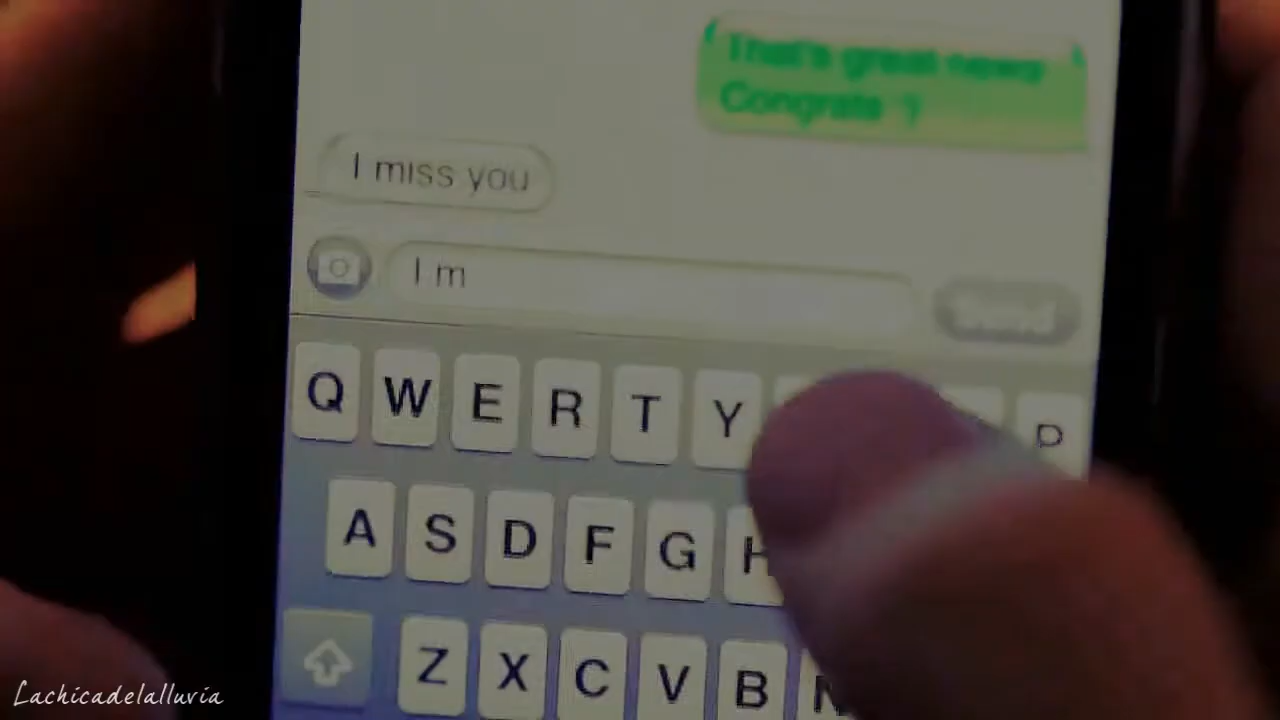 That's great news
Congrats :)
I miss you
I m
Send
Q W E R T Y P
A S D F G H
Z X C V B N
Lachicadelalluvia